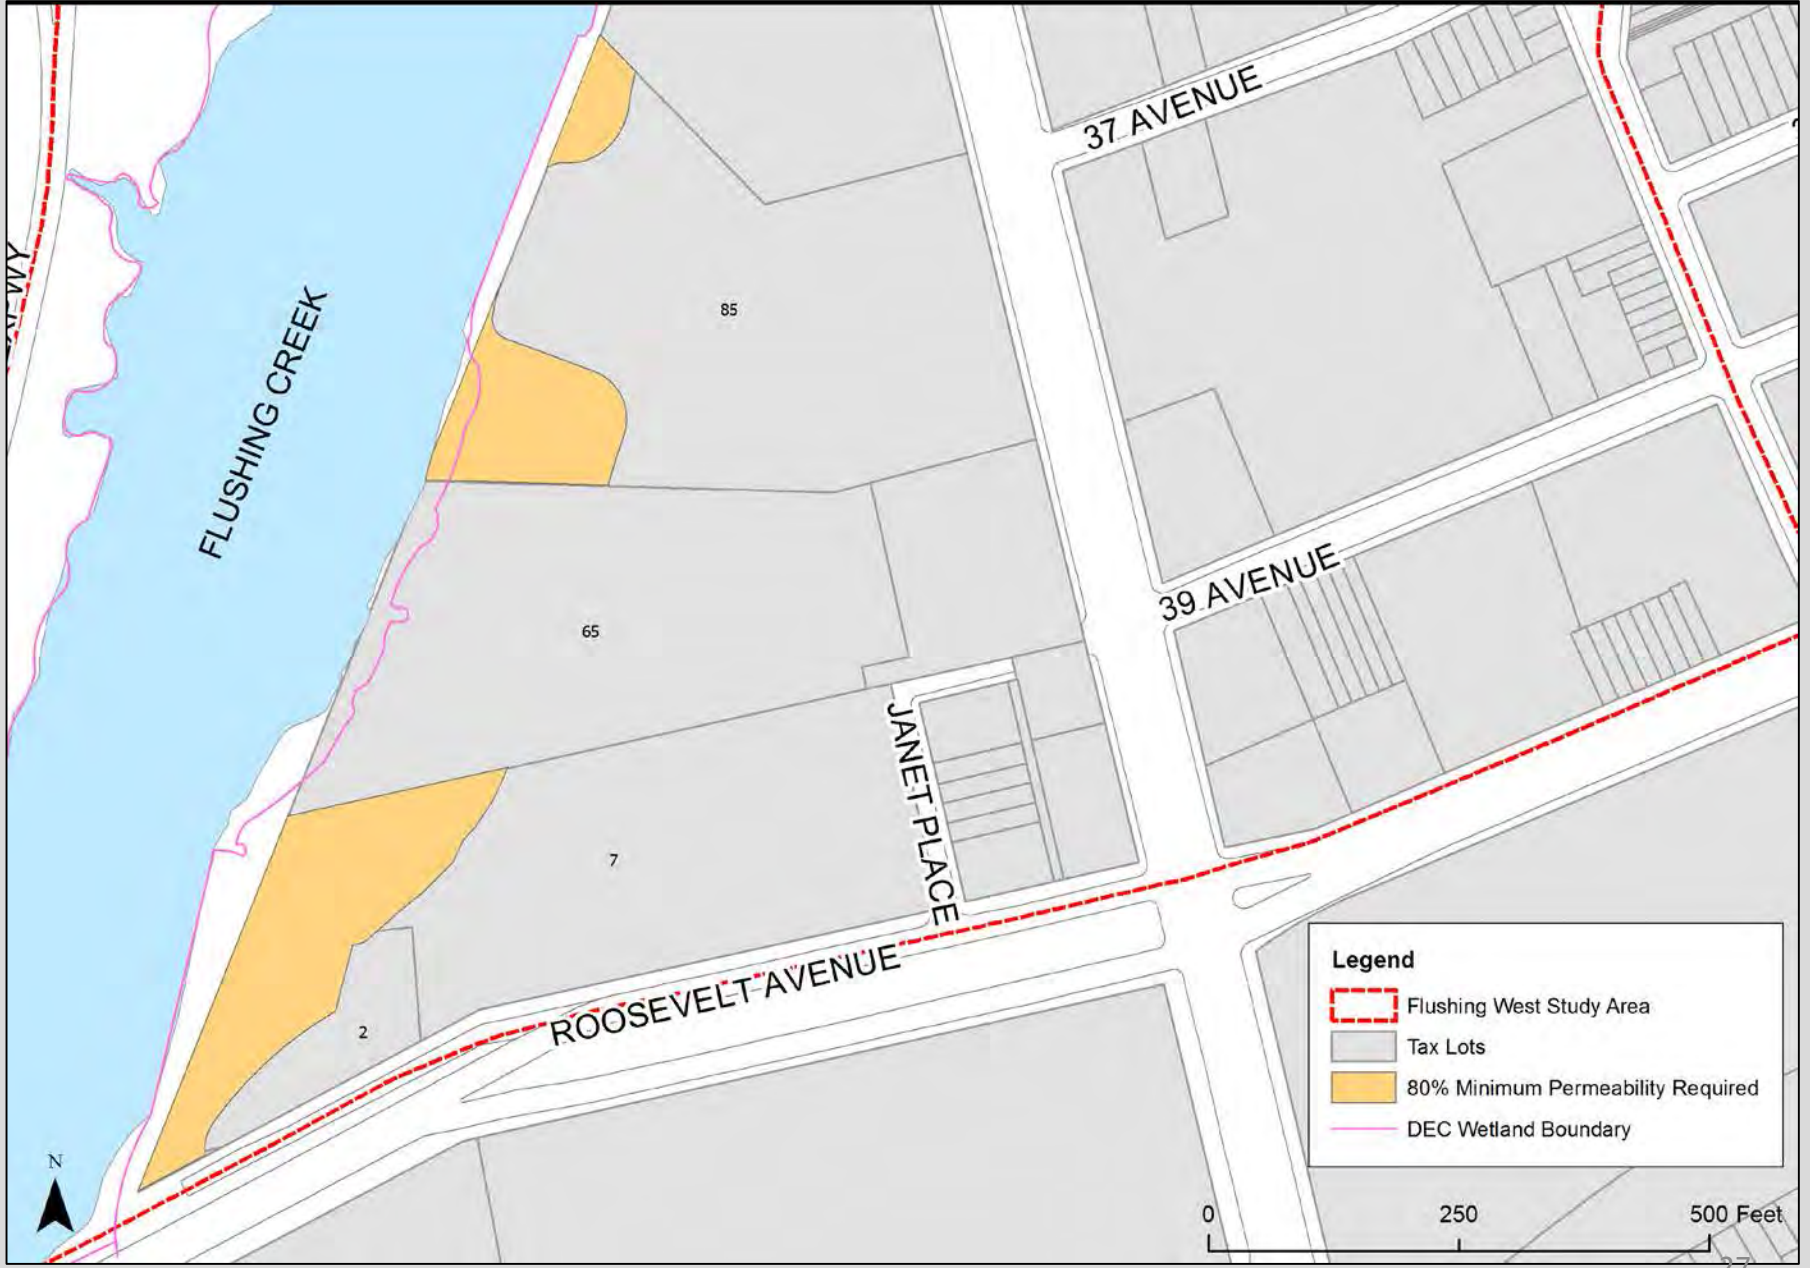 37 AVENUE
FLUSHING CREEK
85
39 AVENUE
65
JANET PLACE
7
ROOSEVELT AVENUE
2
Legend
Flushing West Study Area
Tax Lots
80% Minimum Permeability Required
DEC Wetland Boundary
N
0 250 500 Feet
37